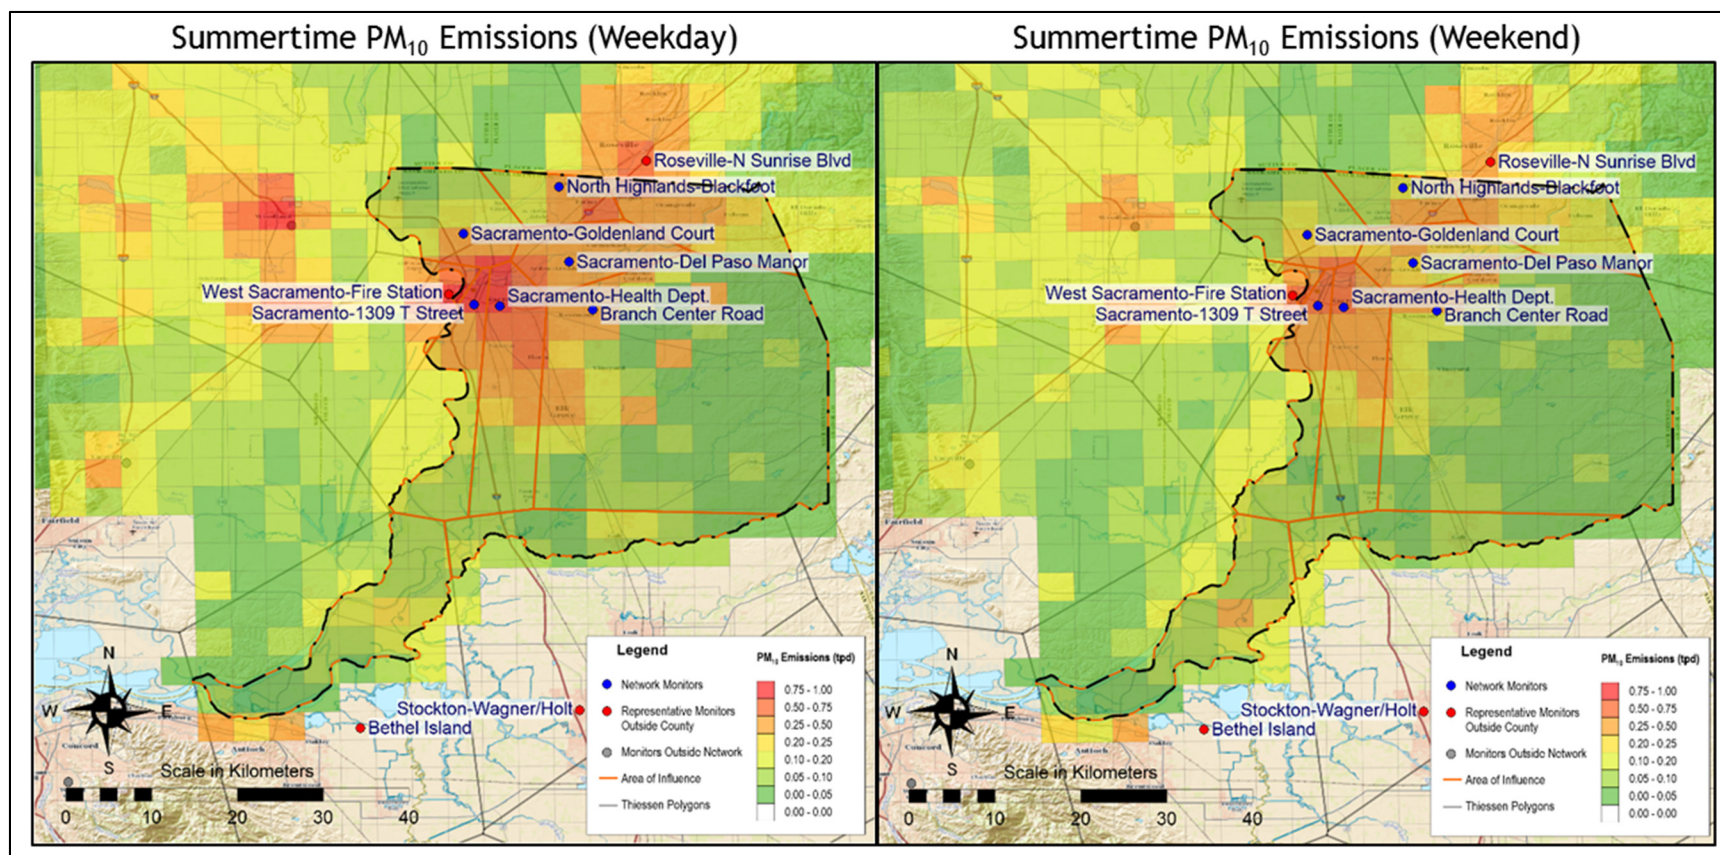 Summertime PM10 Emissions (Weekday)
Roseville-N Sunrise Blvd
North Highlands-Blackfoot
Sacramento-Goldenland Court
Sacramento-Del Paso Manor
West Sacramento-Fire Station
Sacramento-Health Dept.
Sacramento-1309 T Street
Branch Center Road
Fairfield
Elk
Antioch
Concord
Stockton-Wagner/Holt
Bethel Island
N
W
E
S
Scale in Kilometers
0 10 20 30 40
Legend
Network Monitors
Representative Monitors
Outside County
Monitors Outside Network
Area of Influence
Thiessen Polygons
PM10 Emissions (tpd)
0.75 - 1.00
0.50 - 0.75
0.25 - 0.50
0.20 - 0.25
0.10 - 0.20
0.05 - 0.10
0.00 - 0.05
0.00 - 0.00
Summertime PM10 Emissions (Weekend)
Roseville-N Sunrise Blvd
North Highlands-Blackfoot
Sacramento-Goldenland Court
Sacramento-Del Paso Manor
West Sacramento-Fire Station
Sacramento-Health Dept.
Sacramento-1309 T Street
Branch Center Road
Fairfield
Elk
Antioch
Concord
Stockton-Wagner/Holt
Bethel Island
N
W
E
S
Scale in Kilometers
0 10 20 30 40
Legend
Network Monitors
Representative Monitors
Outside County
Monitors Outside Network
Area of Influence
Thiessen Polygons
PM10 Emissions (tpd)
0.75 - 1.00
0.50 - 0.75
0.25 - 0.50
0.20 - 0.25
0.10 - 0.20
0.05 - 0.10
0.00 - 0.05
0.00 - 0.00